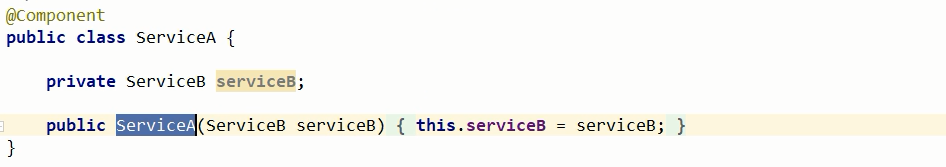 @Component
public class ServiceA {
private ServiceB serviceB;
public ServiceA(ServiceB serviceB) { this.serviceB = serviceB; }
}